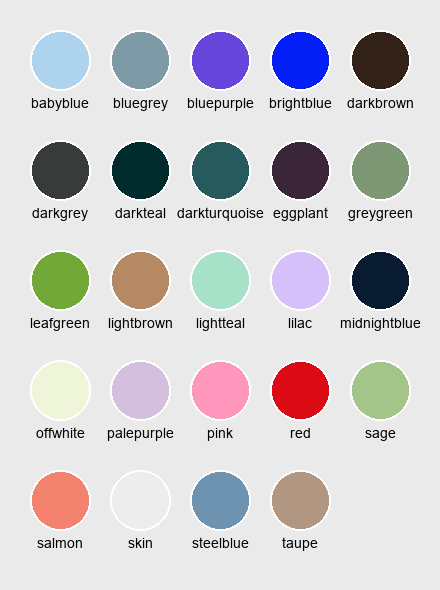 babyblue bluegrey bluepurple brightblue darkbrown
darkgrey darkteal darkturquoise eggplant greygreen
leafgreen lightbrown lightteal lilac midnightblue
offwhite palepurple pink red sage
salmon skin steelblue taupe